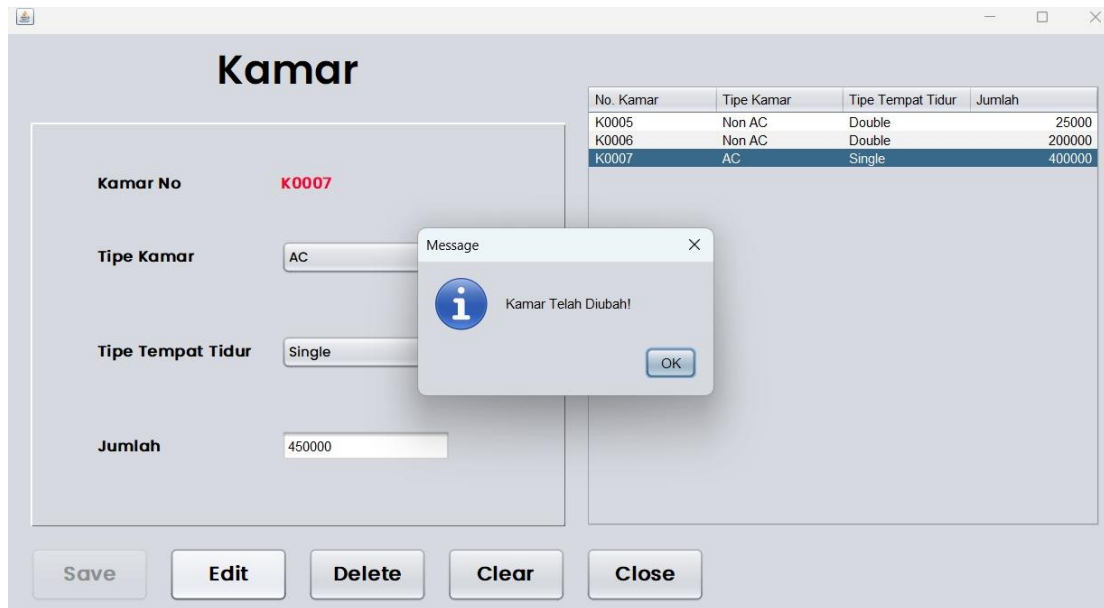 Kamar
No. Kamar Tipe Kamar Tipe Tempat Tidur Jumlah
K0005 Non AC Double 25000
K0006 Non AC Double 200000
K0007 AC Single 400000
Kamar No K0007
Tipe Kamar AC
Tipe Tempat Tidur Single
Jumlah 450000
Message
Kamar Telah Diubah!
OK
Save Edit Delete Clear Close